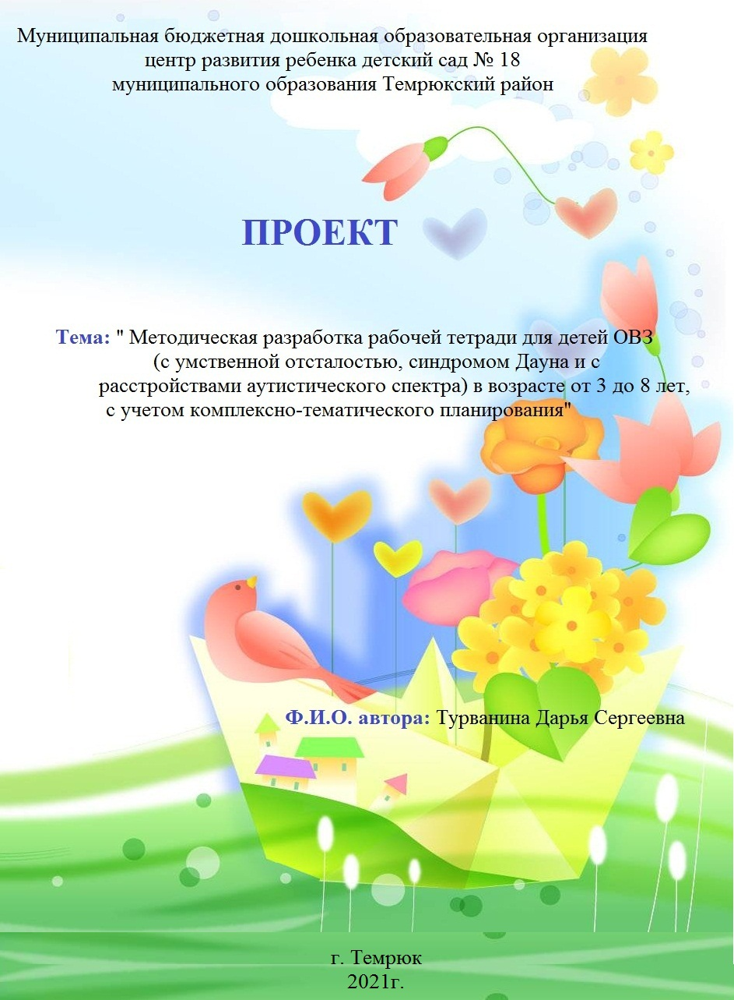 Муниципальная бюджетная дошкольная образовательная организация
центр развития ребенка детский сад № 18
муниципального образования Темрюкский район
ПРОЕКТ
Тема: " Методическая разработка рабочей тетради для детей ОВЗ
(с умственной отсталостью, синдромом Дауна и с
расстройствами аутистического спектра) в возрасте от 3 до 8 лет,
с учетом комплексно-тематического планирования"
Ф.И.О. автора: Турванина Дарья Сергеевна
г. Темрюк
2021г.